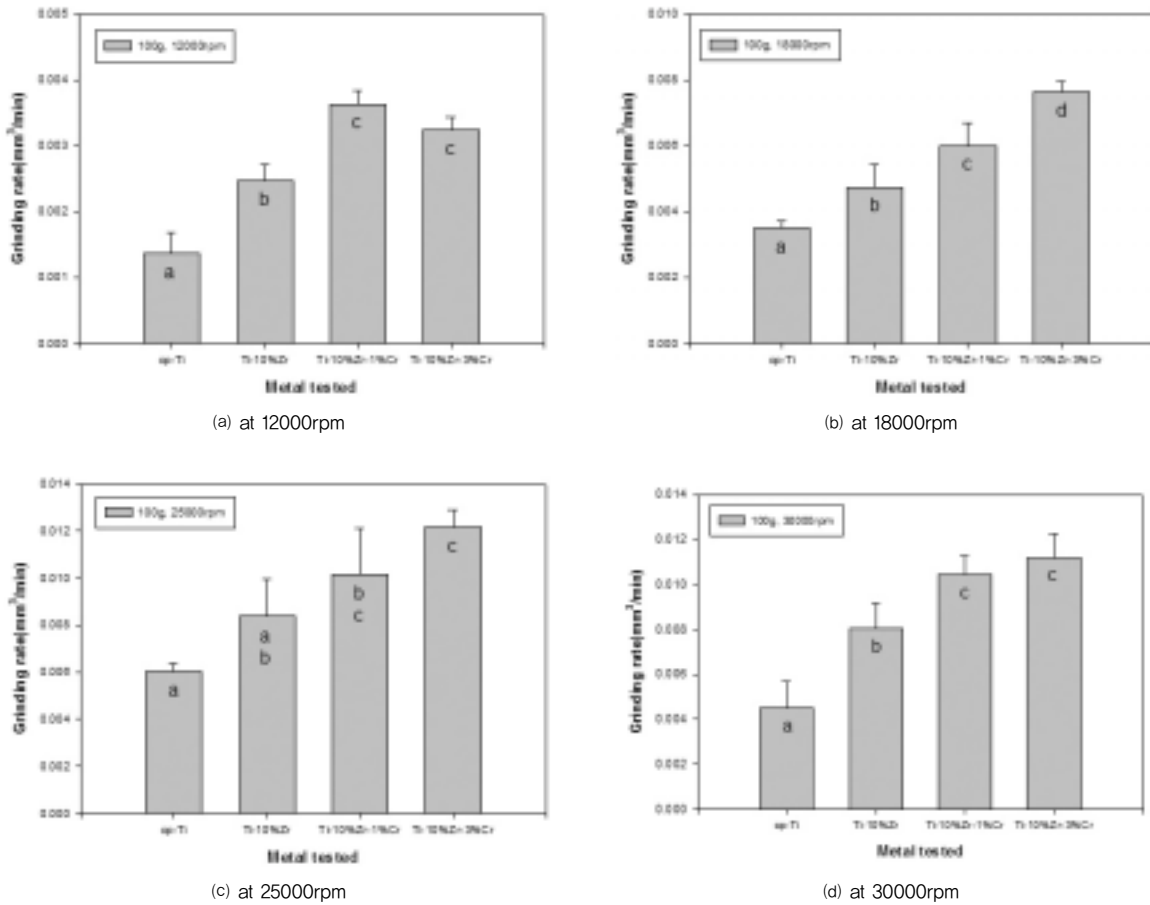 0.005
0.004
0.003
0.002
0.001
0.000
Grinding rate(mm³/min)
100g, 12000rpm
a
b
c
c
cp-Ti
Ti-10%Zr
Ti-10%Zr-1%Cr
Ti-10%Zr-3%Cr
Metal tested
(a) at 12000rpm
0.010
0.008
0.006
0.004
0.002
0.000
Grinding rate(mm³/min)
100g, 18000rpm
a
b
c
d
cp-Ti
Ti-10%Zr
Ti-10%Zr-1%Cr
Ti-10%Zr-3%Cr
Metal tested
(b) at 18000rpm
0.014
0.012
0.010
0.008
0.006
0.004
0.002
0.000
Grinding rate(mm³/min)
100g, 25000rpm
a
a
b
b
c
c
cp-Ti
Ti-10%Zr
Ti-10%Zr-1%Cr
Ti-10%Zr-3%Cr
Metal tested
(c) at 25000rpm
0.014
0.012
0.010
0.008
0.006
0.004
0.002
0.000
Grinding rate(mm³/min)
100g, 30000rpm
a
b
c
c
cp-Ti
Ti-10%Zr
Ti-10%Zr-1%Cr
Ti-10%Zr-3%Cr
Metal tested
(d) at 30000rpm